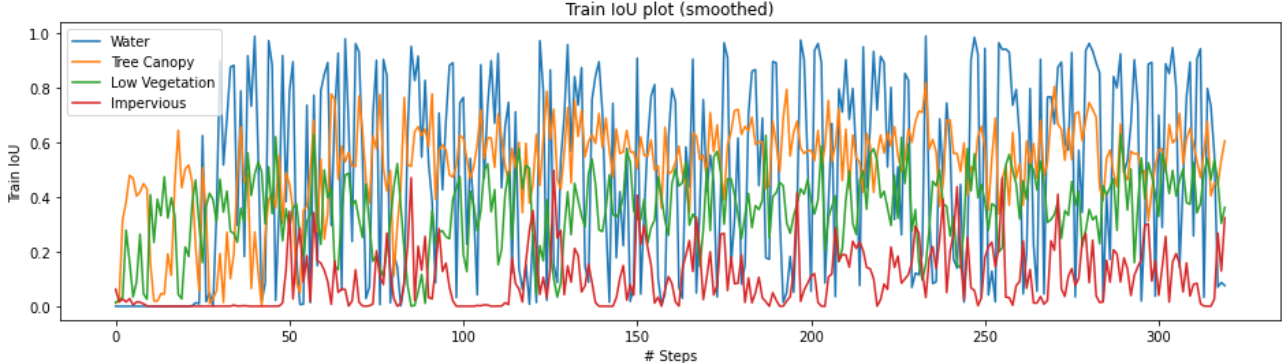 Train IoU plot (smoothed)
Water
Tree Canopy
Low Vegetation
Impervious
Train IoU
1.0
0.8
0.6
0.4
0.2
0.0
0
50
100
150
200
250
300
# Steps